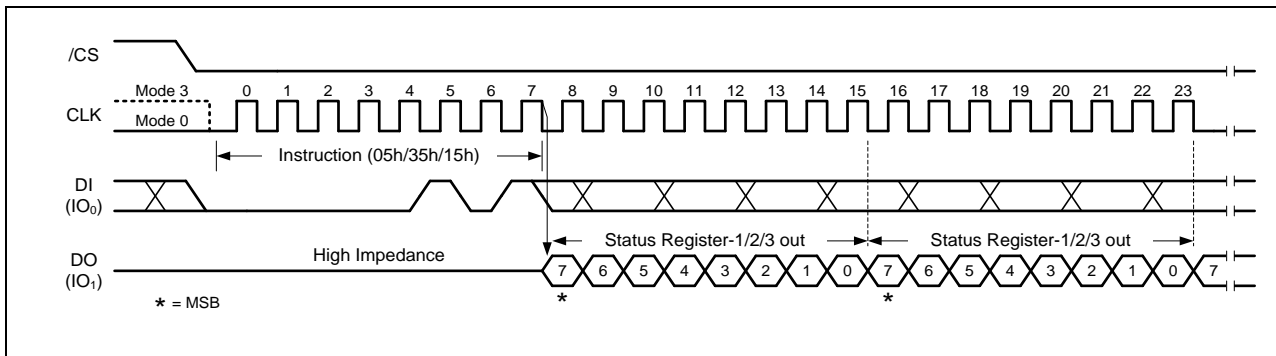 /CS
Mode 3
0 1 2 3 4 5 6 7 8 9 10 11 12 13 14 15 16 17 18 19 20 21 22 23
CLK
Mode 0
Instruction (05h/35h/15h)
DI
(IO₀)
High Impedance
Status Register-1/2/3 out
Status Register-1/2/3 out
DO
(IO₁)
7 6 5 4 3 2 1 0 7 6 5 4 3 2 1 0 7
* *
* = MSB